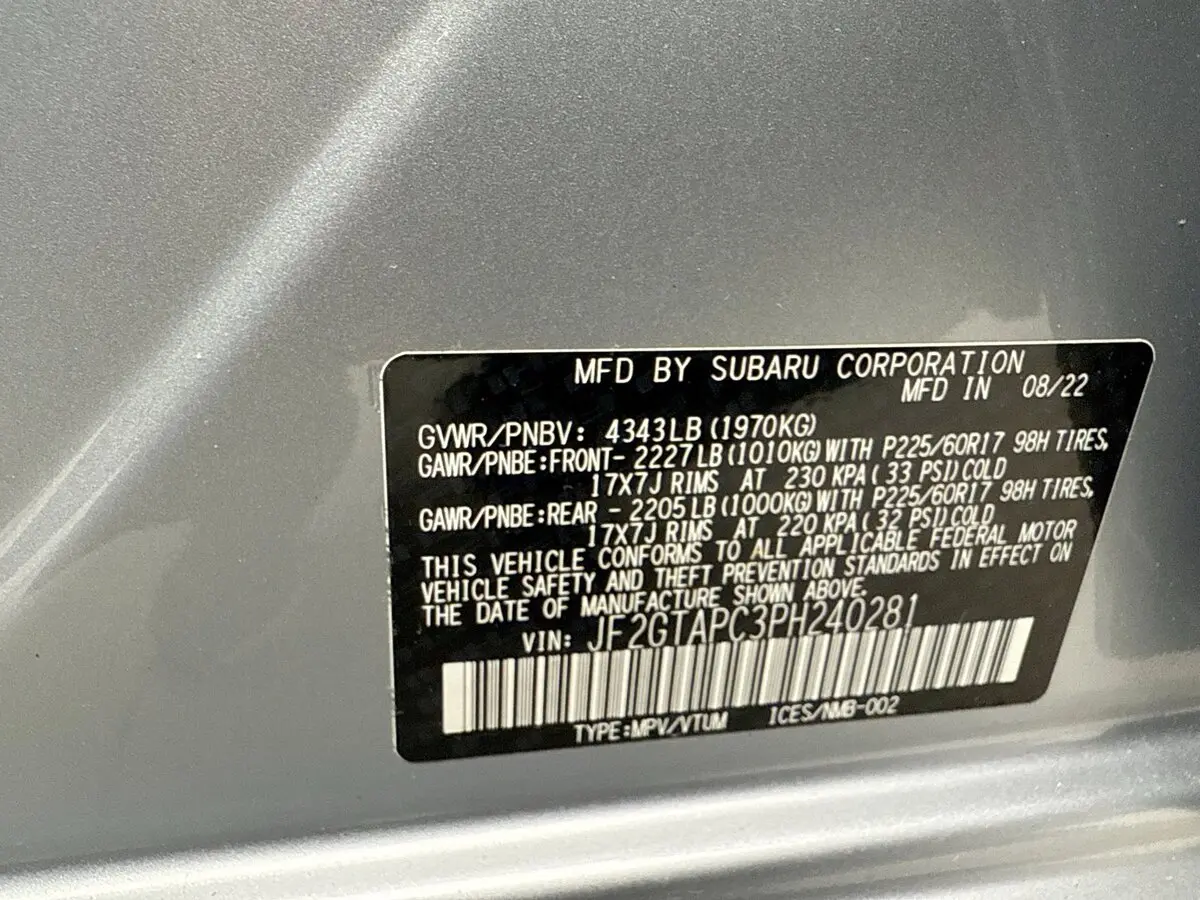 MFD BY SUBARU CORPORATION
MFD IN 08/22
GVWR/PNBV: 4343LB(1970KG)
GAWR/PNBE:FRONT- 2227LB(1010KG)WITH P225/60R17 98H TIRES,
17X7J RIMS AT 230 KPA( 33 PSI)COLD
GAWR/PNBE:REAR - 2205LB(1000KG)WITH P225/60R17 98H TIRES,
17X7J RIMS AT 220 KPA( 32 PSI)COLD
THIS VEHICLE CONFORMS TO ALL APPLICABLE FEDERAL MOTOR
VEHICLE SAFETY AND THEFT PREVENTION STANDARDS IN EFFECT ON
THE DATE OF MANUFACTURE SHOWN ABOVE.
VIN: JF2GTAPC3PH240281
TYPE:MPV/VTUM ICES/NMB-002